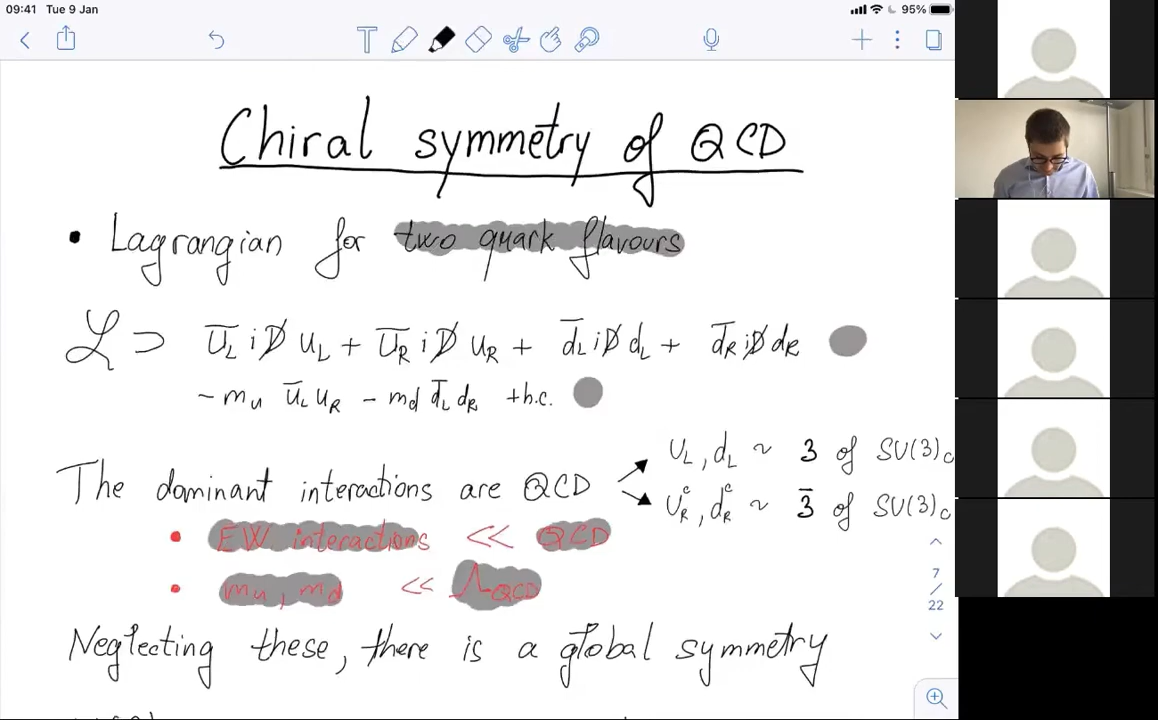 09:41 Tue 9 Jan
95%
Chiral symmetry of QCD
• Lagrangian for two quark flavours
ℒ ⊃ ū_L i D̸ u_L + ū_R i D̸ u_R + d̄_L i D̸ d_L + d̄_R i D̸ d_R
- m_u ū_L u_R - m_d d̄_L d_R + h.c.
The dominant interactions are QCD
u_L, d_L ~ 3 of SU(3)_c
u_R^c, d_R^c ~ 3̄ of SU(3)_c
• EW interactions << QCD
• m_u, m_d << Λ_QCD
7
/
22
Neglecting these, there is a global symmetry